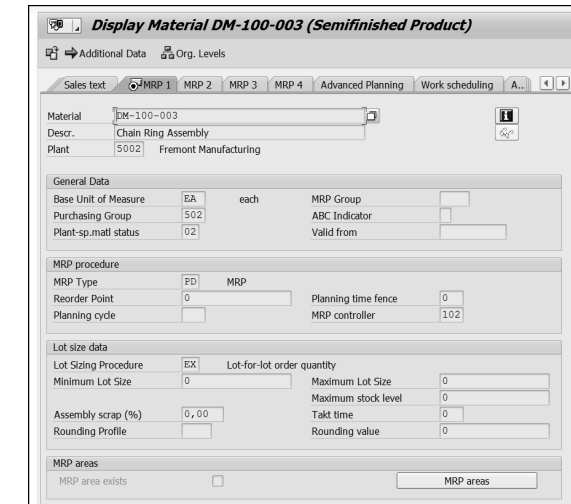 Display Material DM-100-003 (Semifinished Product)
Additional Data Org. Levels
Sales text MRP 1 MRP 2 MRP 3 MRP 4 Advanced Planning Work scheduling A..
Material DM-100-003
Descr. Chain Ring Assembly
Plant 5002 Fremont Manufacturing
General Data
Base Unit of Measure EA each MRP Group
Purchasing Group 502 ABC Indicator
Plant-sp.matl status 02 Valid from
MRP procedure
MRP Type PD MRP
Reorder Point 0 Planning time fence 0
Planning cycle MRP controller 102
Lot size data
Lot Sizing Procedure EX Lot-for-lot order quantity
Minimum Lot Size 0 Maximum Lot Size 0
Maximum stock level 0
Assembly scrap (%) 0,00 Takt time 0
Rounding Profile Rounding value 0
MRP areas
MRP area exists MRP areas